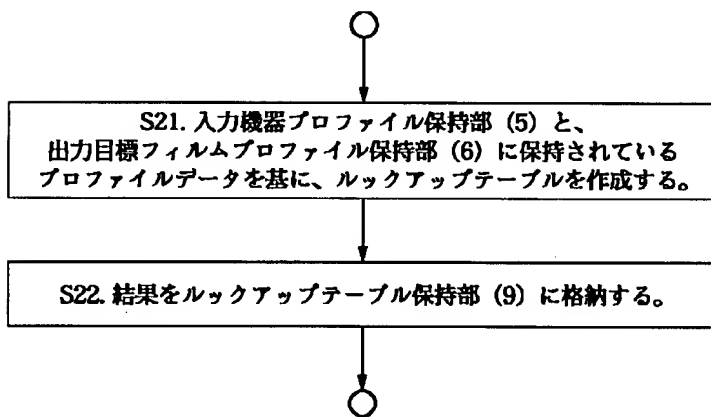 S21. 入力機器プロファイル保持部 (5) と、
出力目標フィルムプロファイル保持部 (6) に保持されている
プロファイルデータを基に、ルックアップテーブルを作成する。
S22. 結果をルックアップテーブル保持部 (9) に格納する。